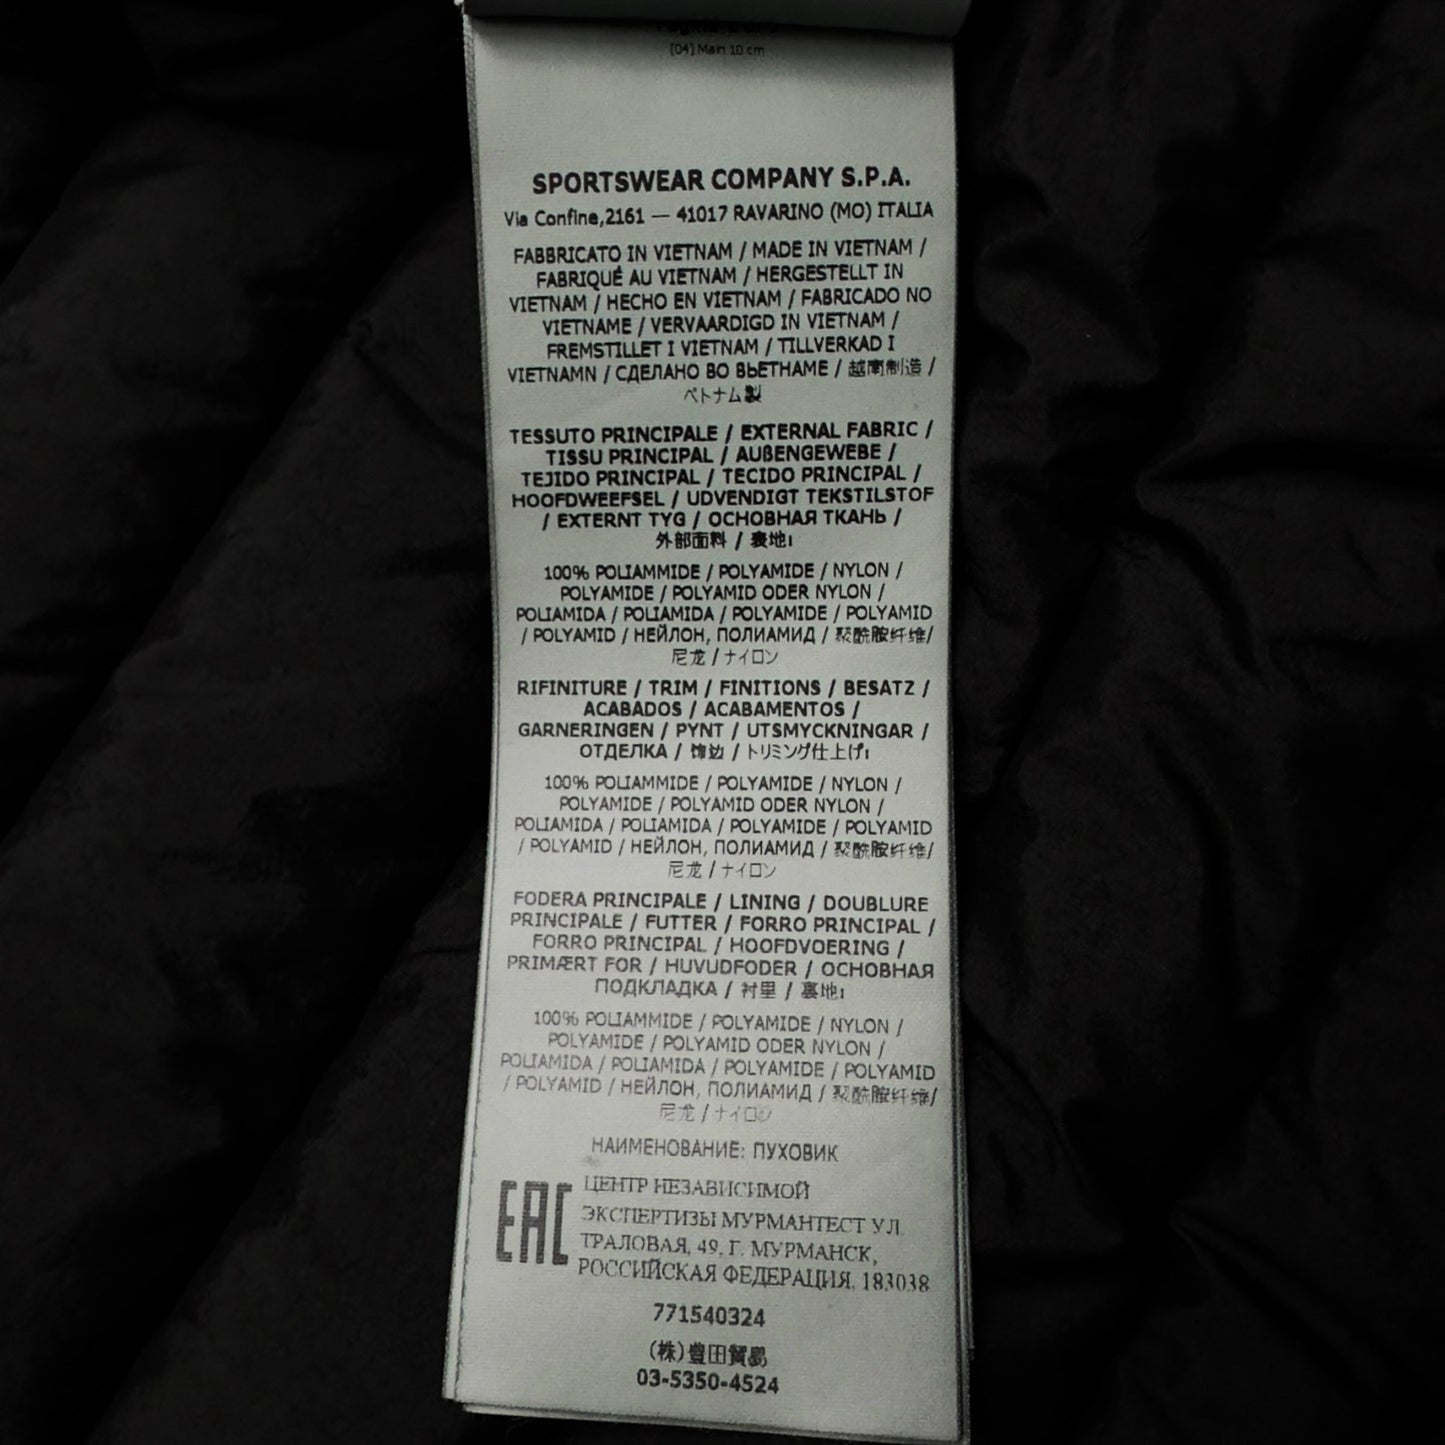 [04] Main 10 cm
SPORTSWEAR COMPANY S.P.A.
Via Confine,2161 — 41017 RAVARINO (MO) ITALIA
FABBRICATO IN VIETNAM / MADE IN VIETNAM /
FABRIQUÉ AU VIETNAM / HERGESTELLT IN
VIETNAM / HECHO EN VIETNAM / FABRICADO NO
VIETNAME / VERVAARDIGD IN VIETNAM /
FREMSTILLET I VIETNAM / TILLVERKAD I
VIETNAMN / СДЕЛАНО ВО ВЬЕТНАМЕ / 越南制造 /
ベトナム製
TESSUTO PRINCIPALE / EXTERNAL FABRIC /
TISSU PRINCIPAL / AUßENGEWEBE /
TEJIDO PRINCIPAL / TECIDO PRINCIPAL /
HOOFDWEEFSEL / UDVENDIGT TEKSTILSTOF
/ EXTERNT TYG / ОСНОВНАЯ ТКАНЬ /
外部面料 / 表地:
100% POLIAMMIDE / POLYAMIDE / NYLON /
POLYAMIDE / POLYAMID ODER NYLON /
POLIAMIDA / POLIAMIDA / POLYAMIDE / POLYAMID
/ POLYAMID / НЕЙЛОН, ПОЛИАМИД / 聚酰胺纤维/
尼龙 / ナイロン
RIFINITURE / TRIM / FINITIONS / BESATZ /
ACABADOS / ACABAMENTOS /
GARNERINGEN / PYNT / UTSMYCKNINGAR /
ОТДЕЛКА / 饰边 / トリミング仕上げ:
100% POLIAMMIDE / POLYAMIDE / NYLON /
POLYAMIDE / POLYAMID ODER NYLON /
POLIAMIDA / POLIAMIDA / POLYAMIDE / POLYAMID
/ POLYAMID / НЕЙЛОН, ПОЛИАМИД / 聚酰胺纤维/
尼龙 / ナイロン
FODERA PRINCIPALE / LINING / DOUBLURE
PRINCIPALE / FUTTER / FORRO PRINCIPAL /
FORRO PRINCIPAL / HOOFDVOERING /
PRIMÆRT FOR / HUVUDFODER / ОСНОВНАЯ
ПОДКЛАДКА / 衬里 / 裏地:
100% POLIAMMIDE / POLYAMIDE / NYLON /
POLYAMIDE / POLYAMID ODER NYLON /
POLIAMIDA / POLIAMIDA / POLYAMIDE / POLYAMID
/ POLYAMID / НЕЙЛОН, ПОЛИАМИД / 聚酰胺纤维/
尼龙 / ナイロン
НАИМЕНОВАНИЕ: ПУХОВИК
EAC
ЦЕНТР НЕЗАВИСИМОЙ
ЭКСПЕРТИЗЫ МУРМАНТЕСТ УЛ.
ТРАЛОВАЯ, 49, Г. МУРМАНСК,
РОССИЙСКАЯ ФЕДЕРАЦИЯ, 183038
771540324
(株)豊田貿易
03-5350-4524